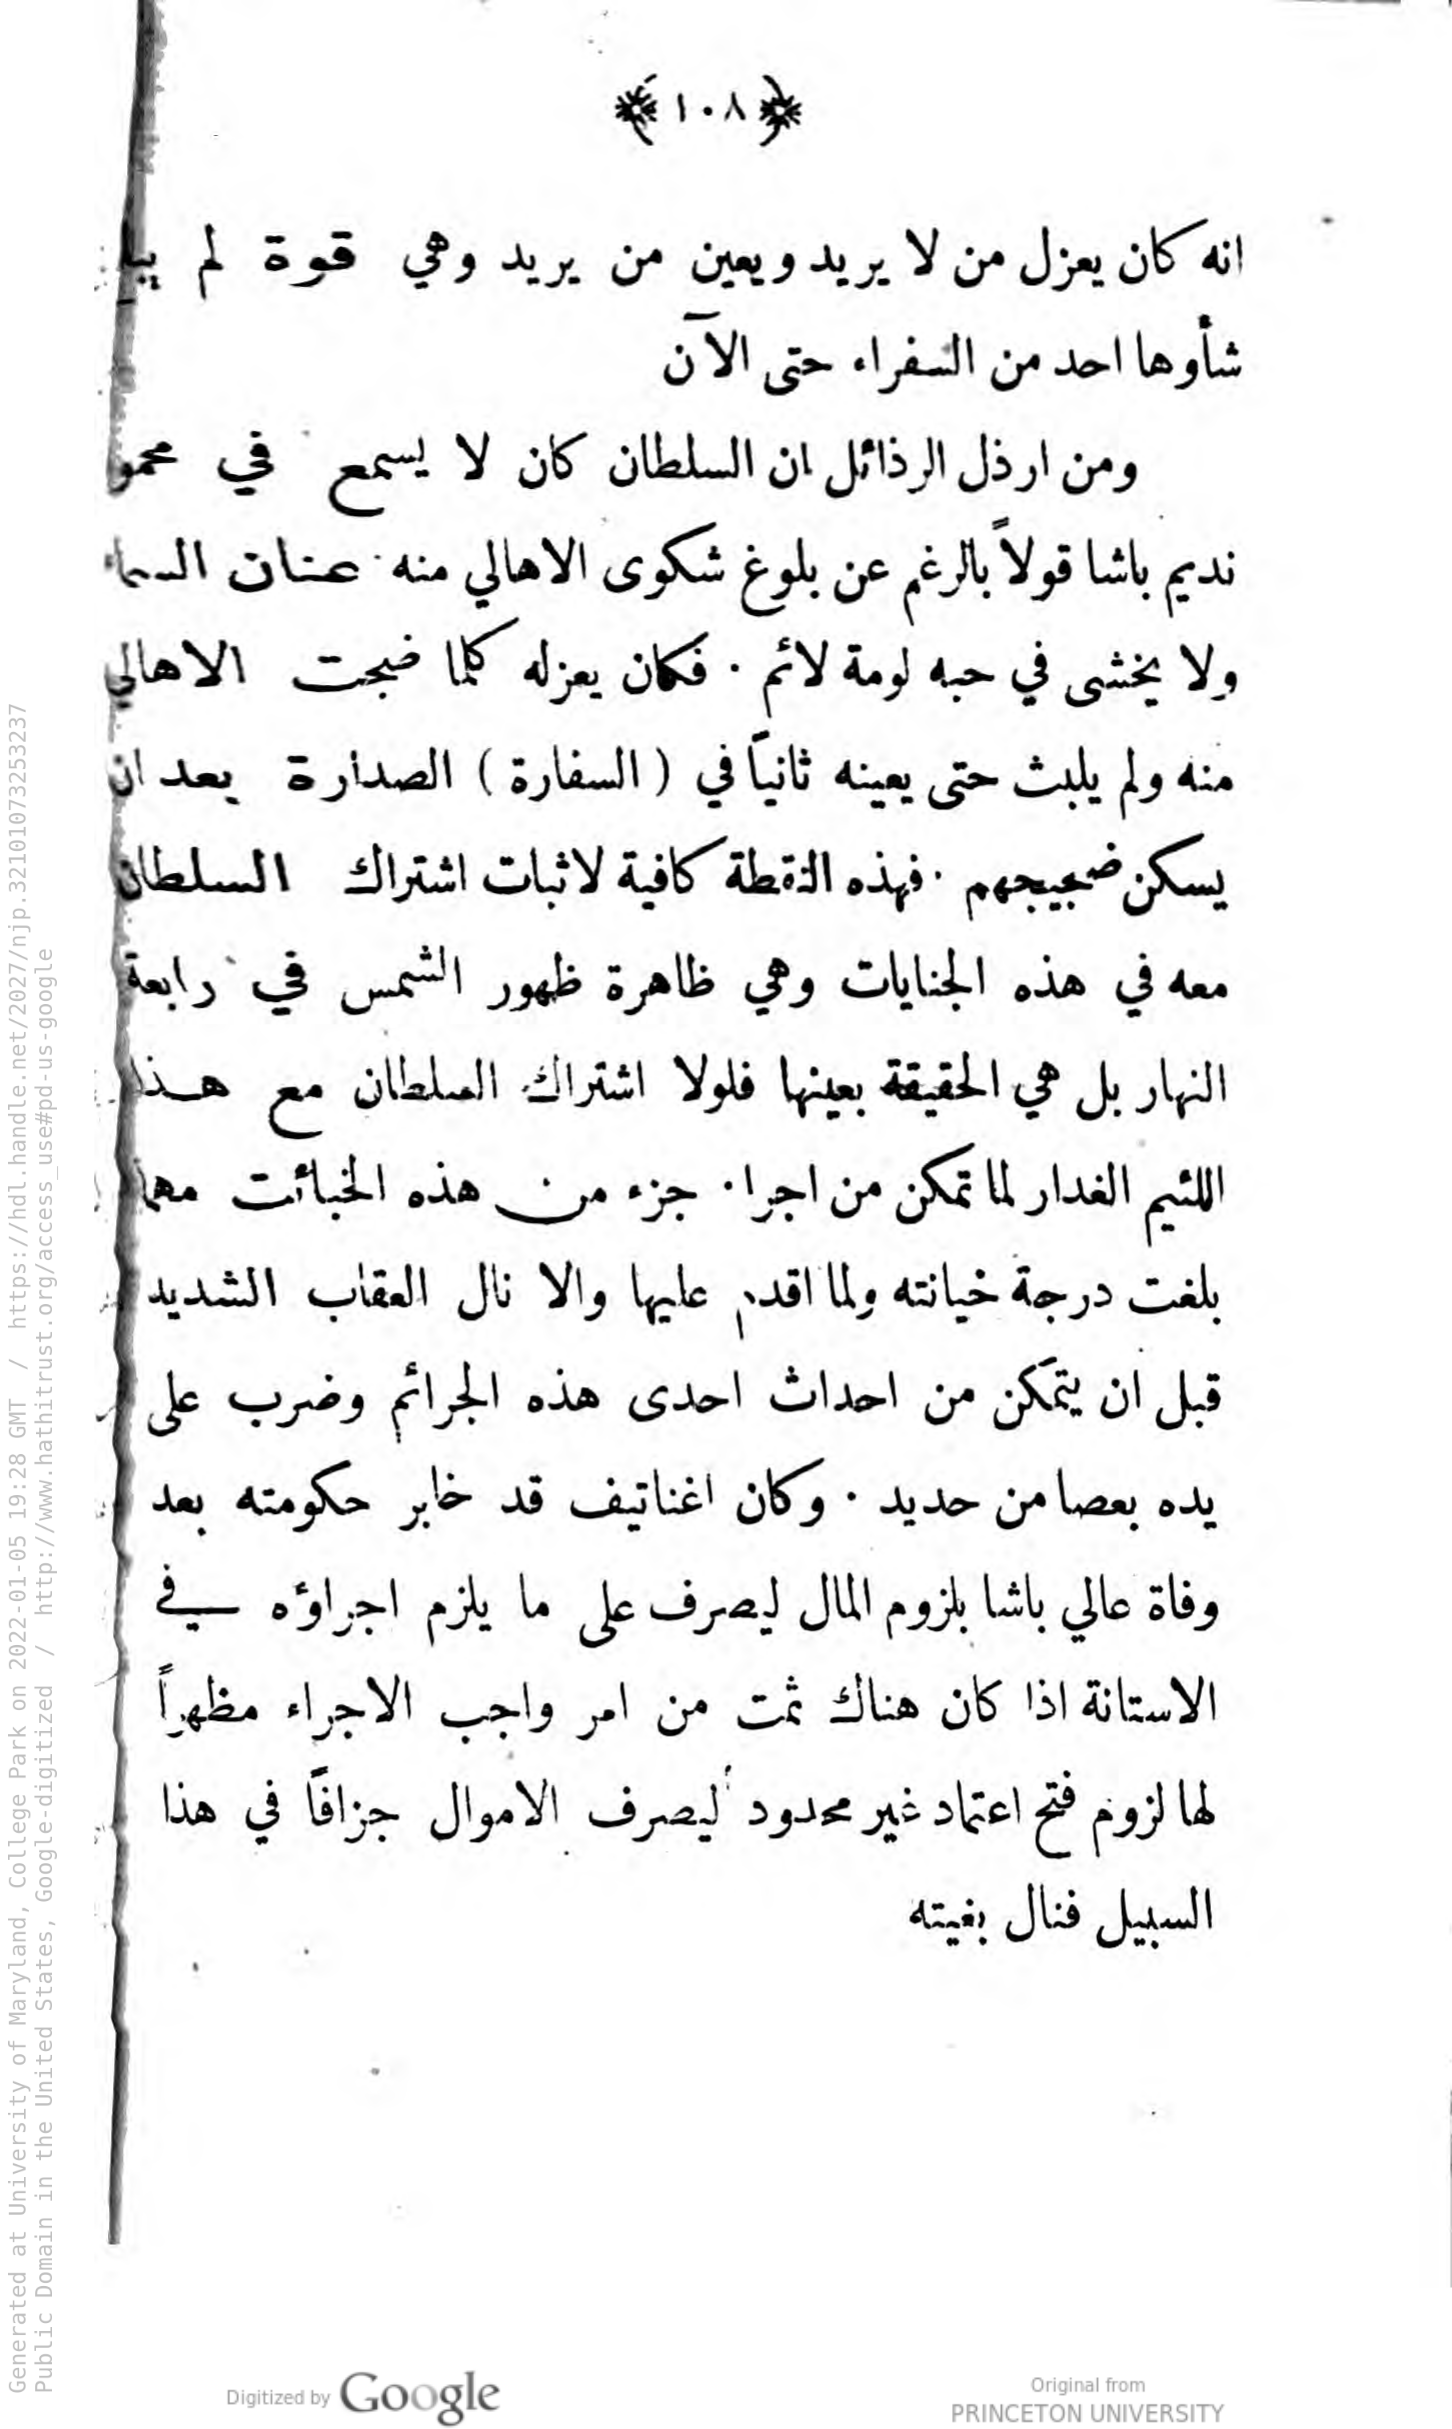 ١٠٨
انه كان يعزل من لا يريد ويعين من يريد وهي قوة لم
شأوها احد من السفراء حتى الآن
ومن ارذل الرذائل ان السلطان كان لا يسمع في محمو
نديم باشا قولاً بالرغم عن بلوغ شكوى الاهالي منه عنان السماء
ولا يخشى في حبه لومة لائم · فكان يعزله كلما ضجت الاهالي
منه ولم يلبث حتى يعينه ثانياً في ( السفارة ) الصدارة بعد ان
يسكن ضجيجهم · فهذه النقطة كافية لاثبات اشتراك السلطان
معه في هذه الجنايات وهي ظاهرة ظهور الشمس في رابعة
النهار بل هي الحقيقة بعينها فلولا اشتراك السلطان مع هذا
اللئيم الغدار لما تمكن من اجراء جزء من هذه الخبائث مهما
بلغت درجة خيانته ولما اقدم عليها والا نال العقاب الشديد
قبل ان يتمكن من احداث احدى هذه الجرائم وضرب على
يده بعصا من حديد · وكان اغناتيف قد خابر حكومته بعد
وفاة عالي باشا بلزوم المال ليصرف على ما يلزم اجراؤه في
الاستانة اذا كان هناك ثمت من امر واجب الاجراء مظهراً
لها لزوم فتح اعتماد غير محدود ليصرف الاموال جزافاً في هذا
السبيل فنال بغيته
Generated at University of Maryland, College Park on 2022-01-05 19:28 GMT / https://hdl.handle.net/2027/njp.32101073253237
Public Domain in the United States, Google-digitized / http://www.hathitrust.org/access_use#pd-us-google
Digitized by Google
Original from
PRINCETON UNIVERSITY